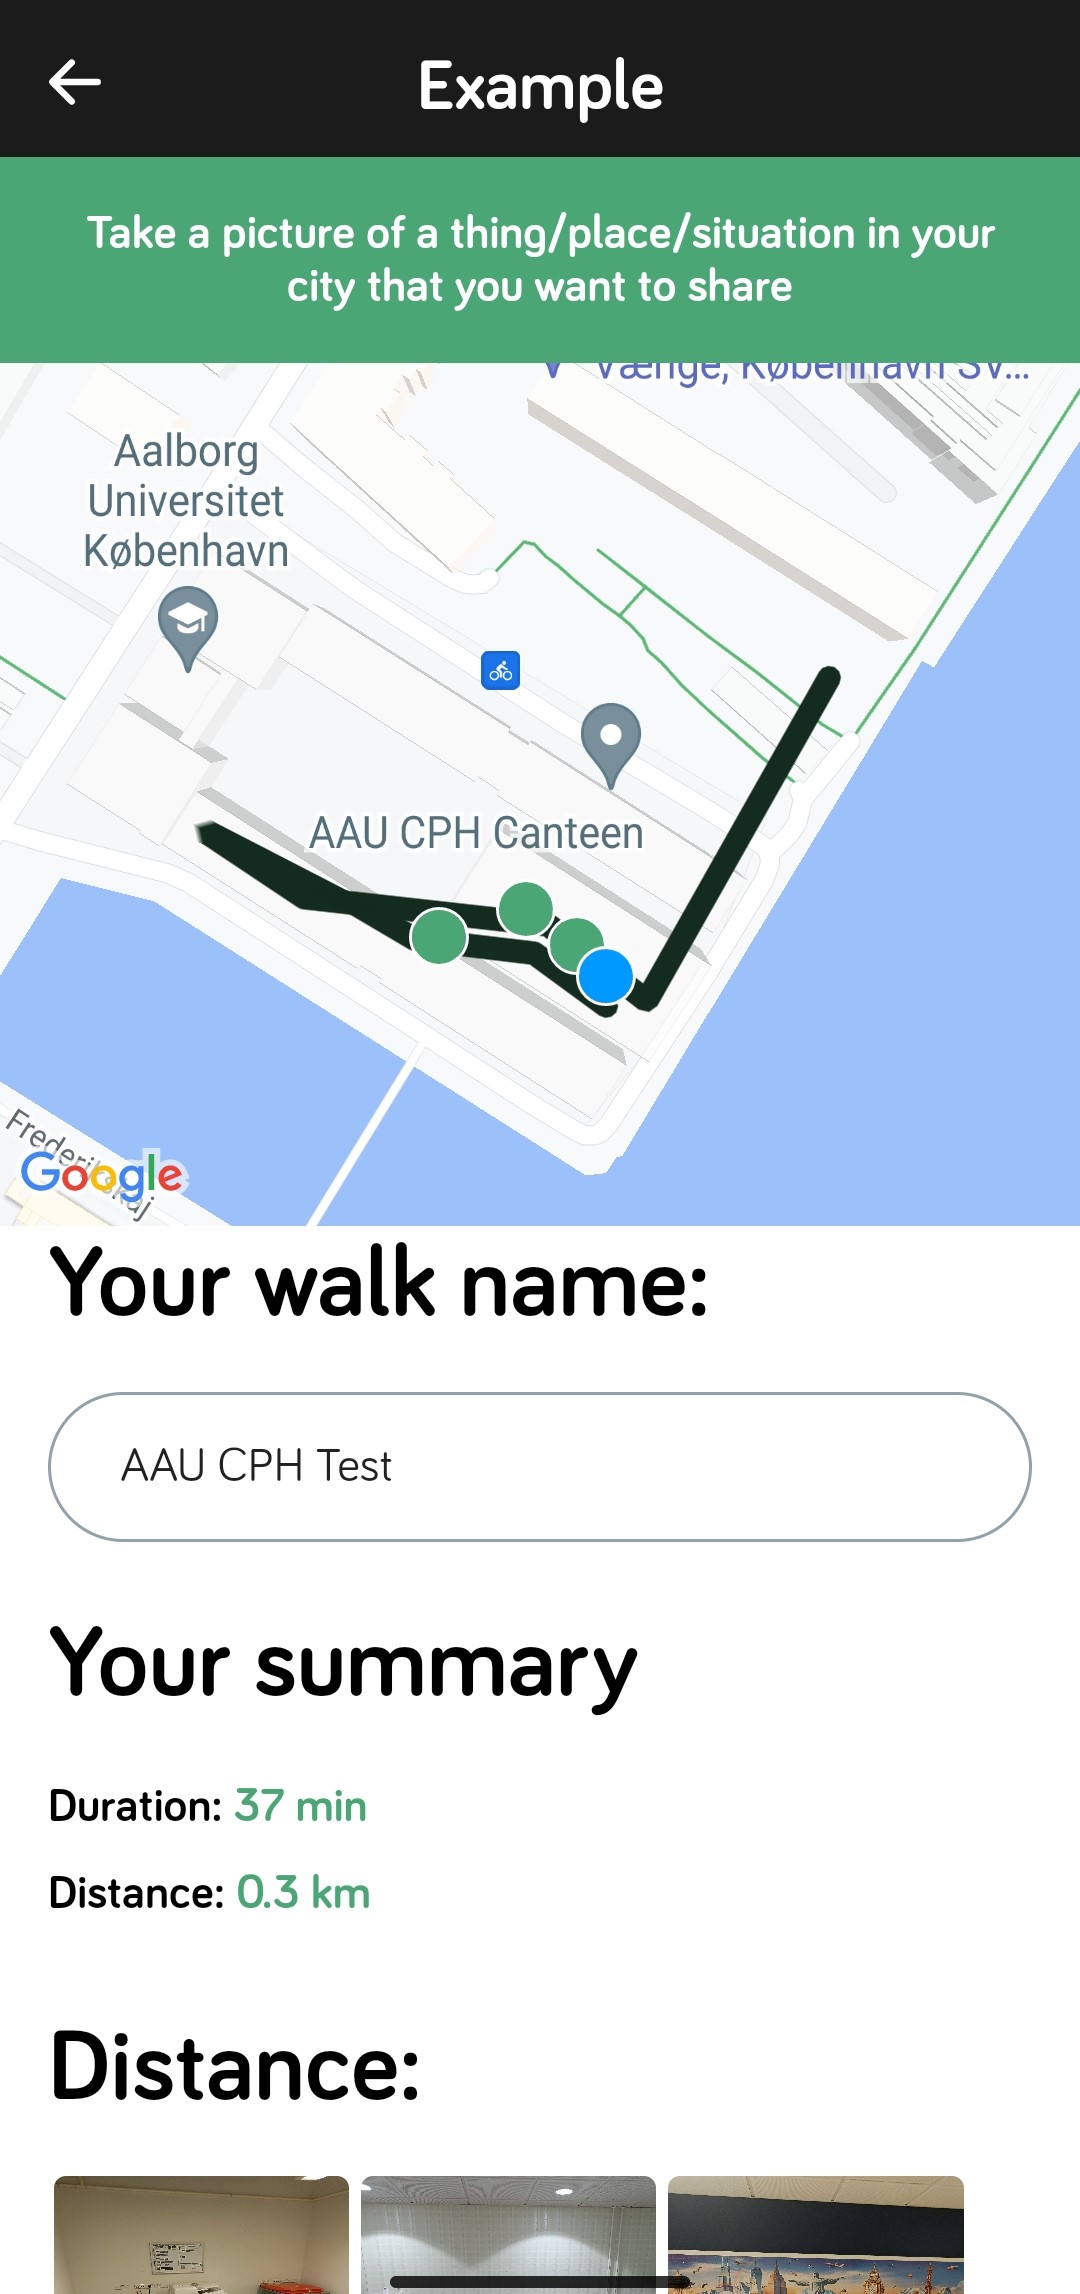 Example
Take a picture of a thing/place/situation in your
city that you want to share
Vænge, København SV...
Aalborg
Universitet
København
AAU CPH Canteen
Google
Your walk name:
AAU CPH Test
Your summary
Duration: 37 min
Distance: 0.3 km
Distance: